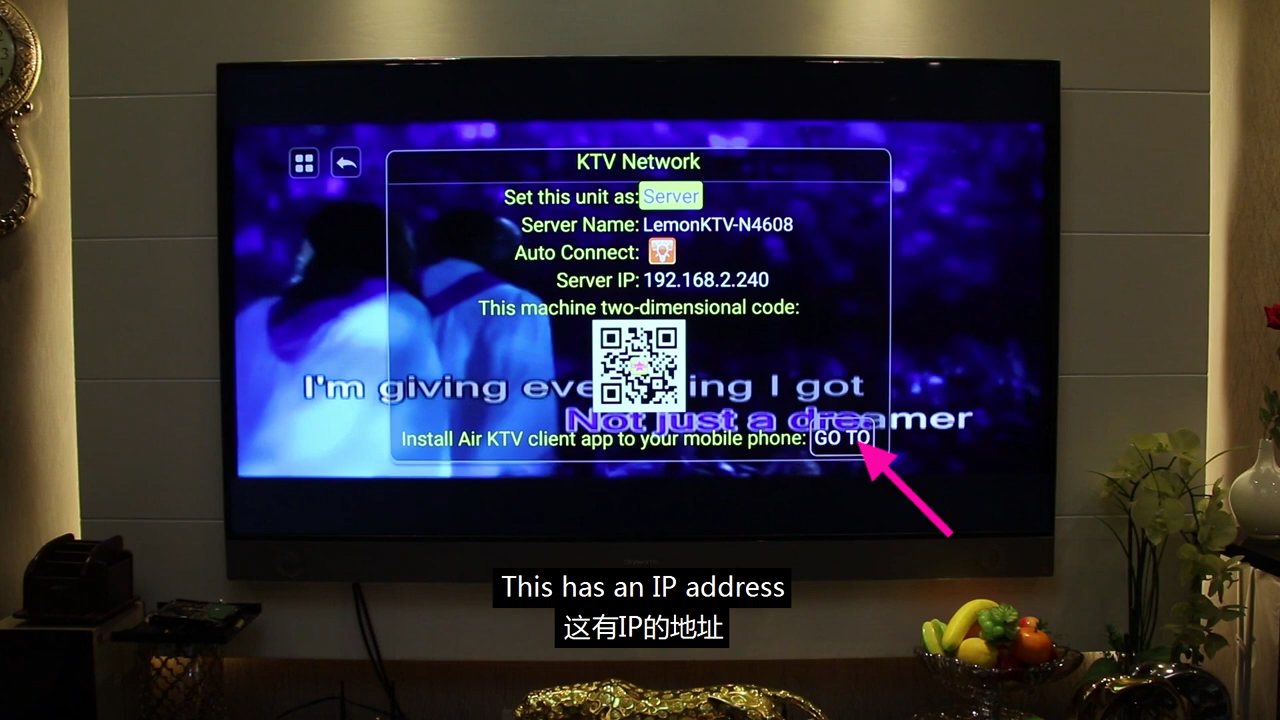 KTV Network
Set this unit as: Server
Server Name: LemonKTV-N4608
Auto Connect:
Server IP: 192.168.2.240
This machine two-dimensional code:
I'm giving eve ing I got
Not just a dreamer
Install Air KTV client app to your mobile phone: GO TO
This has an IP address
这有IP的地址